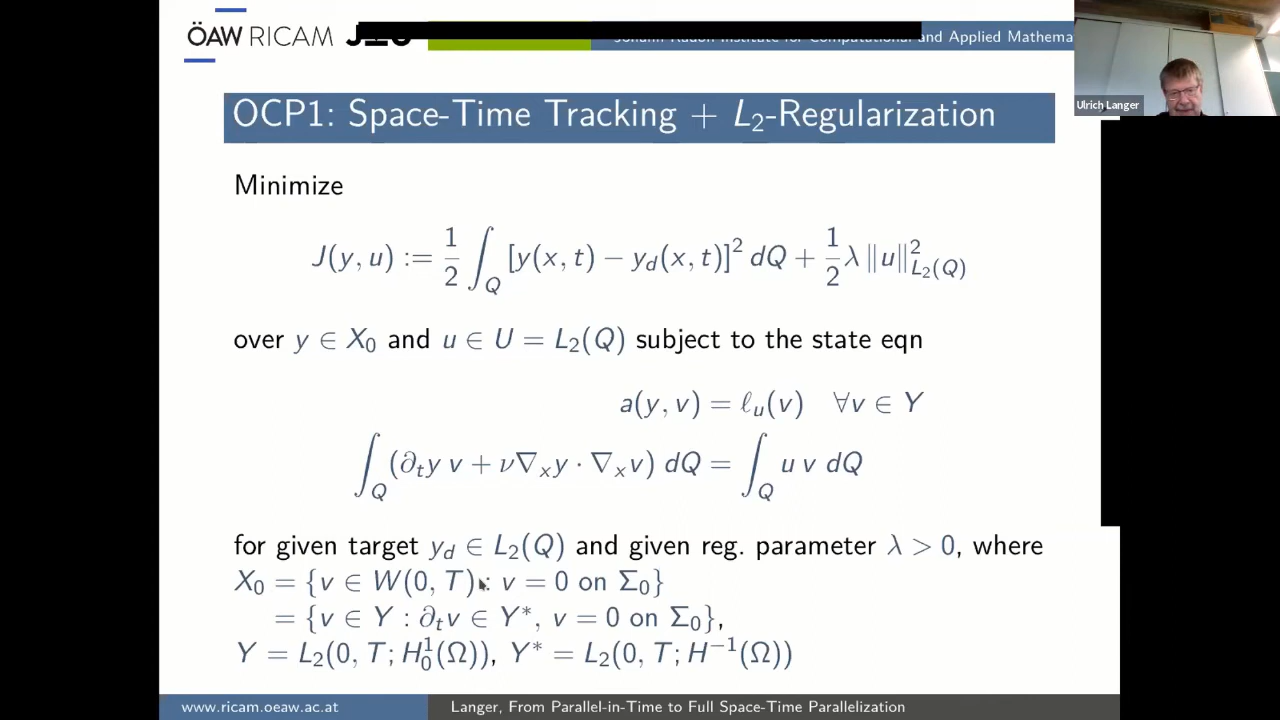 ÖAW RICAM
and Applied Mathema
Ulrich Langer
OCP1: Space-Time Tracking + L₂-Regularization
Minimize
J(y, u) := 1/2 ∫_Q [y(x, t) − y_d(x, t)]² dQ + 1/2 λ ‖u‖²_{L₂(Q)}
over y ∈ X₀ and u ∈ U = L₂(Q) subject to the state eqn
a(y, v) = ℓ_u(v) ∀v ∈ Y
∫_Q (∂_t y v + ν∇_x y · ∇_x v) dQ = ∫_Q u v dQ
for given target y_d ∈ L₂(Q) and given reg. parameter λ > 0, where
X₀ = {v ∈ W(0, T) : v = 0 on Σ₀}
= {v ∈ Y : ∂_t v ∈ Y*, v = 0 on Σ₀},
Y = L₂(0, T; H¹₀(Ω)), Y* = L₂(0, T; H⁻¹(Ω))
www.ricam.oeaw.ac.at
Langer, From Parallel-in-Time to Full Space-Time Parallelization